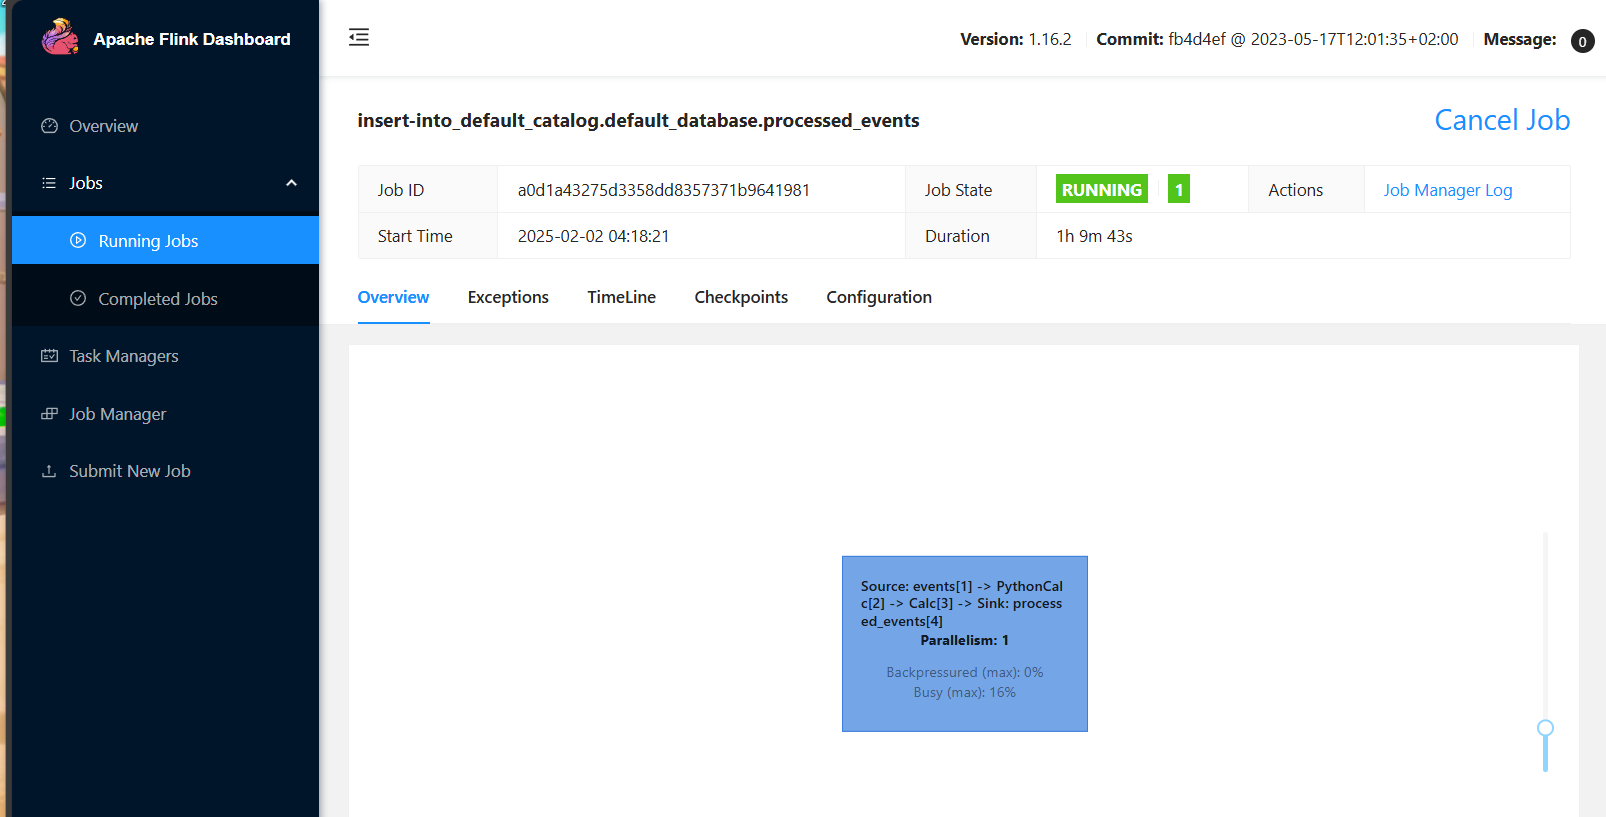 Apache Flink Dashboard
Version: 1.16.2 Commit: fb4d4ef @ 2023-05-17T12:01:35+02:00 Message: 0
Overview
Jobs
Running Jobs
Completed Jobs
Task Managers
Job Manager
Submit New Job
insert-into_default_catalog.default_database.processed_events
Cancel Job
Job ID a0d1a43275d3358dd8357371b9641981 Job State RUNNING 1 Actions Job Manager Log
Start Time 2025-02-02 04:18:21 Duration 1h 9m 43s
Overview Exceptions TimeLine Checkpoints Configuration
Source: events[1] -> PythonCal
c[2] -> Calc[3] -> Sink: process
ed_events[4]
Parallelism: 1
Backpressured (max): 0%
Busy (max): 16%